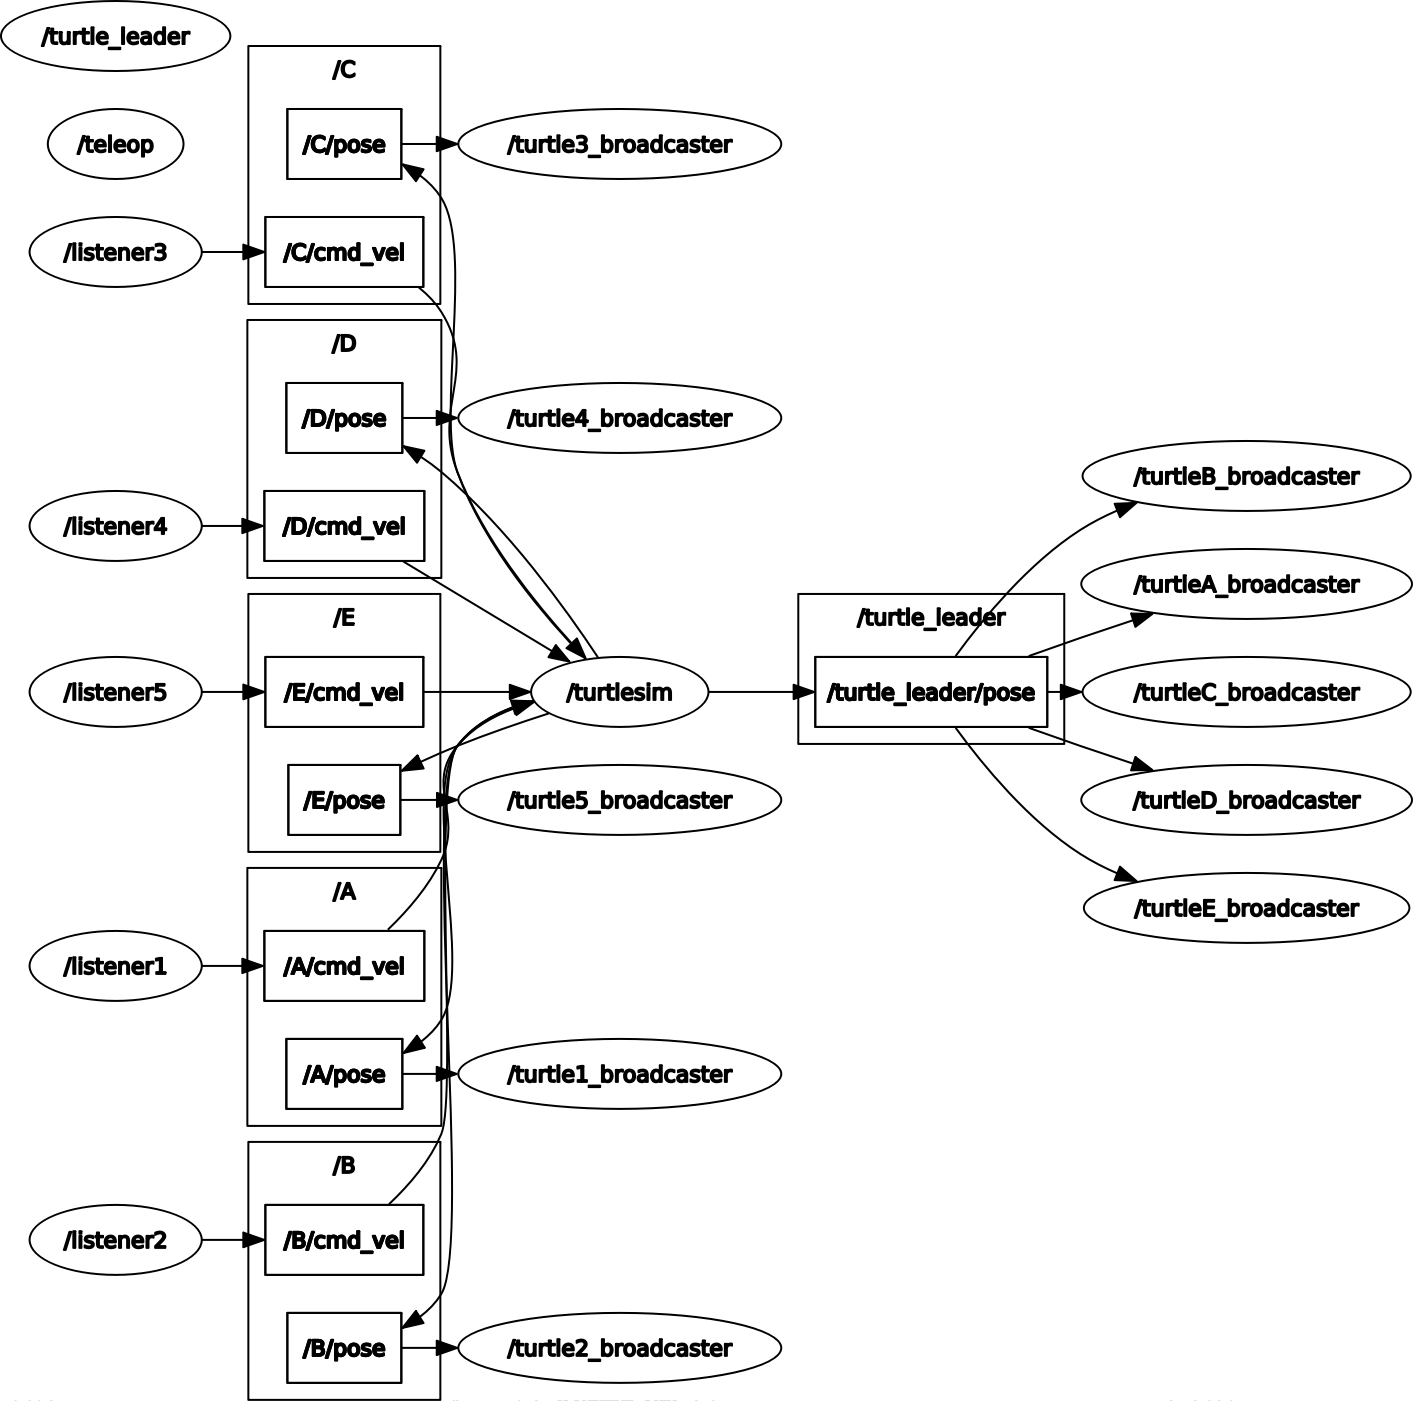 /turtle_leader
/teleop
/listener3
/listener4
/listener5
/listener1
/listener2
/C
/C/pose
/C/cmd_vel
/D
/D/pose
/D/cmd_vel
/E
/E/cmd_vel
/E/pose
/A
/A/cmd_vel
/A/pose
/B
/B/cmd_vel
/B/pose
/turtle3_broadcaster
/turtle4_broadcaster
/turtlesim
/turtle5_broadcaster
/turtle1_broadcaster
/turtle2_broadcaster
/turtle_leader
/turtle_leader/pose
/turtleB_broadcaster
/turtleA_broadcaster
/turtleC_broadcaster
/turtleD_broadcaster
/turtleE_broadcaster